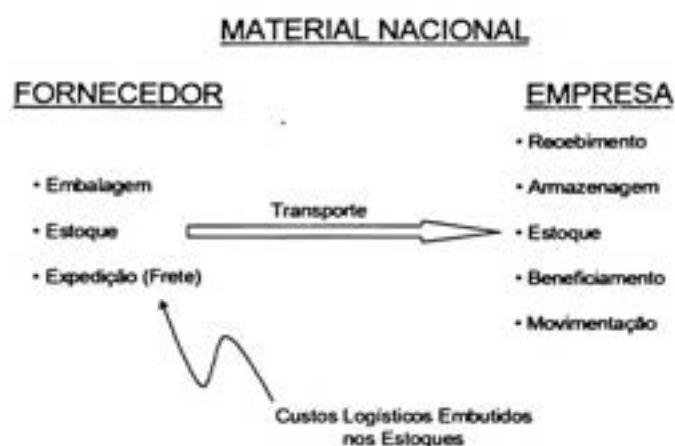 MATERIAL NACIONAL
FORNECEDOR
• Embalagem
• Estoque
• Expedição (Frete)
Transporte
EMPRESA
• Recebimento
• Armazenagem
• Estoque
• Beneficiamento
• Movimentação
Custos Logísticos Embutidos
nos Estoques